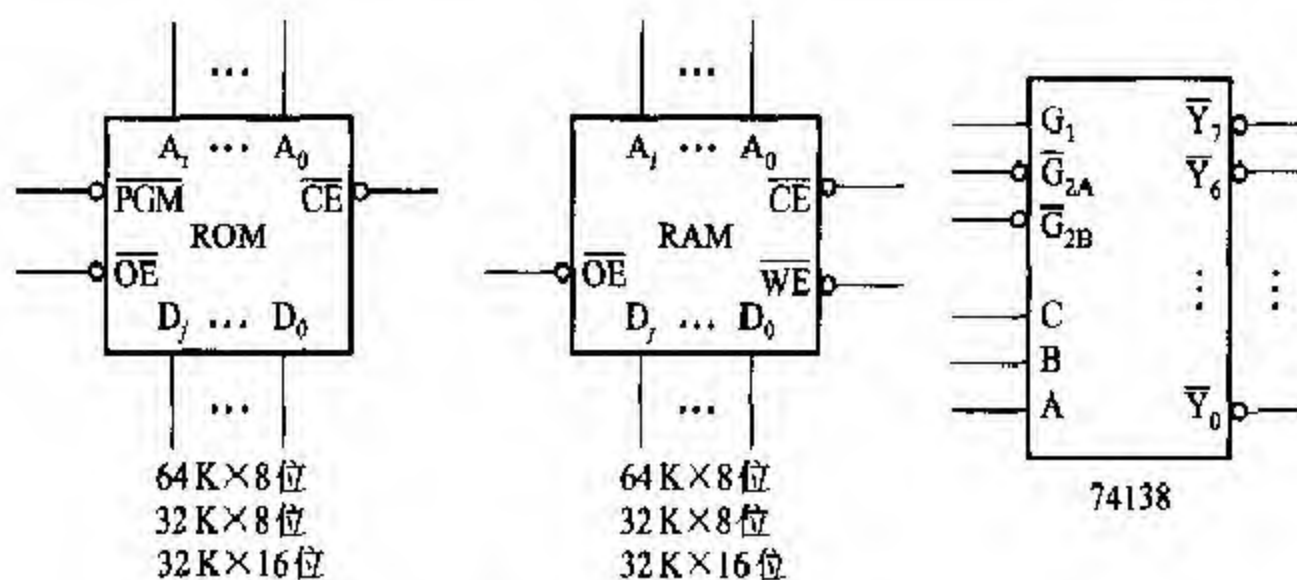 ... ...
A_i ... A_0
PGM CE
ROM
OE
D_j ... D_0
...
64K×8位
32K×8位
32K×16位
A_i ... A_0
CE
RAM
OE WE
D_j ... D_0
...
64K×8位
32K×8位
32K×16位
G_1 Y_7
G_2A Y_6
G_2B
C
B
A Y_0
74138